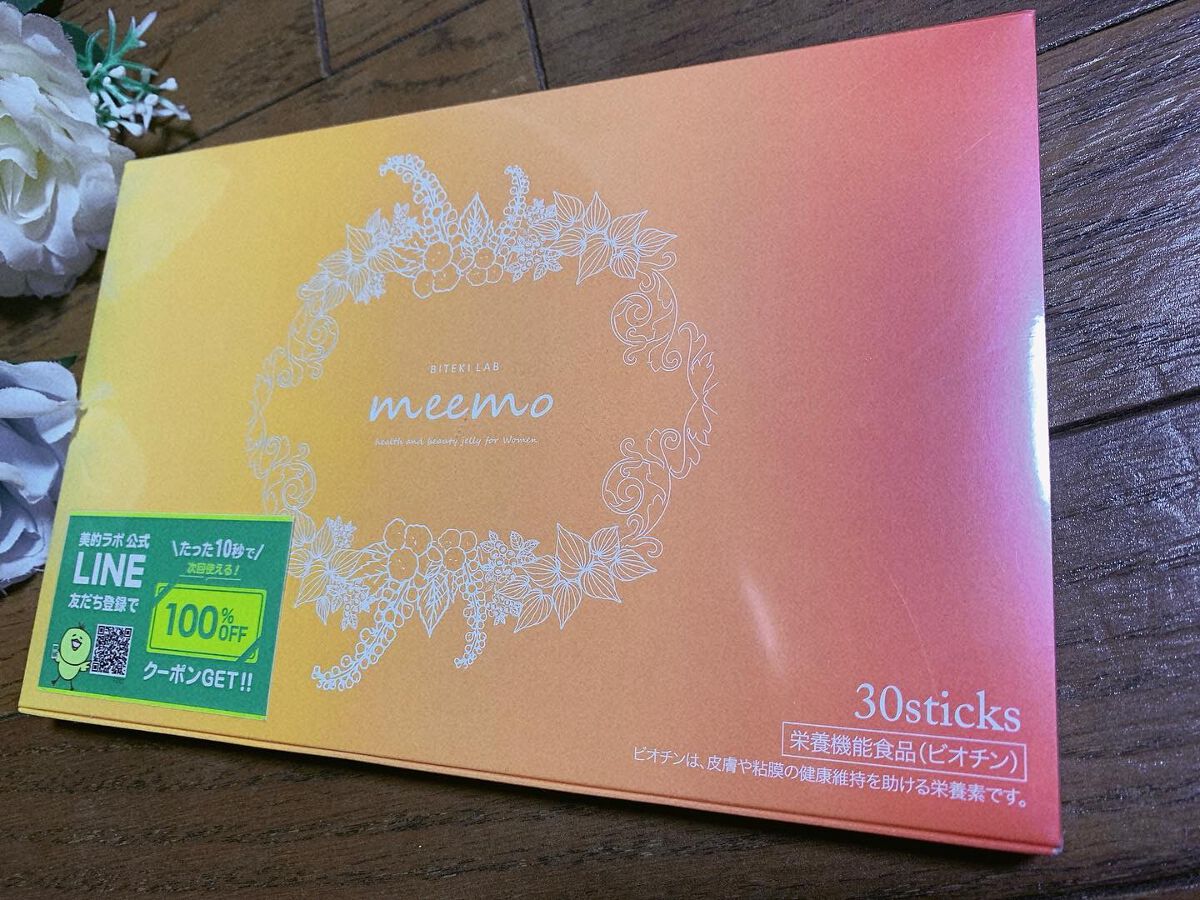 BITEKI LAB
meemo
health and beauty jelly for Women
美的ラボ 公式
LINE
友だち登録で
\たった10秒で/
次回使える!
100%OFF
クーポンGET!!
30sticks
栄養機能食品(ビオチン)
ビオチンは、皮膚や粘膜の健康維持を助ける栄養素です。